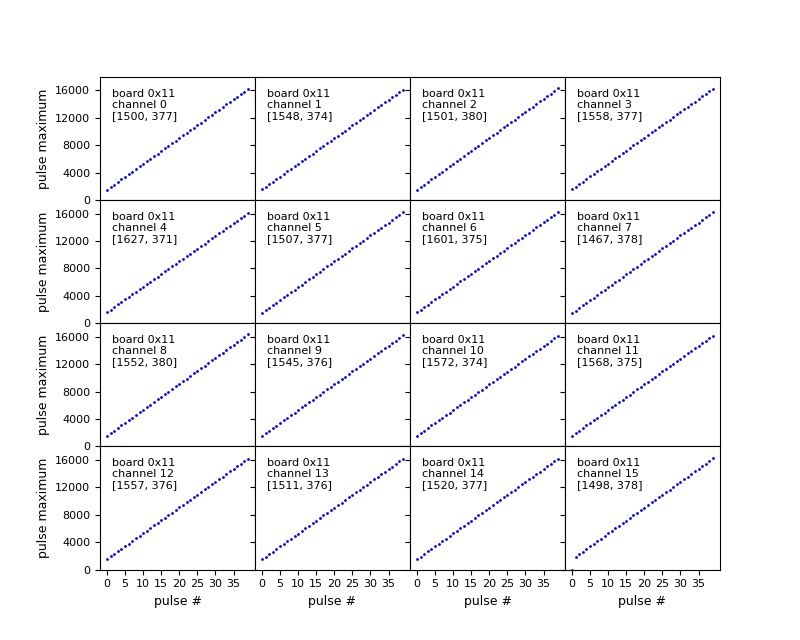 pulse maximum
16000
12000
8000
4000
0
board 0x11
channel 0
[1500, 377]
board 0x11
channel 1
[1548, 374]
board 0x11
channel 2
[1501, 380]
board 0x11
channel 3
[1558, 377]
pulse maximum
16000
12000
8000
4000
0
board 0x11
channel 4
[1627, 371]
board 0x11
channel 5
[1507, 377]
board 0x11
channel 6
[1601, 375]
board 0x11
channel 7
[1467, 378]
pulse maximum
16000
12000
8000
4000
0
board 0x11
channel 8
[1552, 380]
board 0x11
channel 9
[1545, 376]
board 0x11
channel 10
[1572, 374]
board 0x11
channel 11
[1568, 375]
pulse maximum
16000
12000
8000
4000
0
board 0x11
channel 12
[1557, 376]
board 0x11
channel 13
[1511, 376]
board 0x11
channel 14
[1520, 377]
board 0x11
channel 15
[1498, 378]
0 5 10 15 20 25 30 35
0 5 10 15 20 25 30 35
0 5 10 15 20 25 30 35
0 5 10 15 20 25 30 35
pulse #
pulse #
pulse #
pulse #